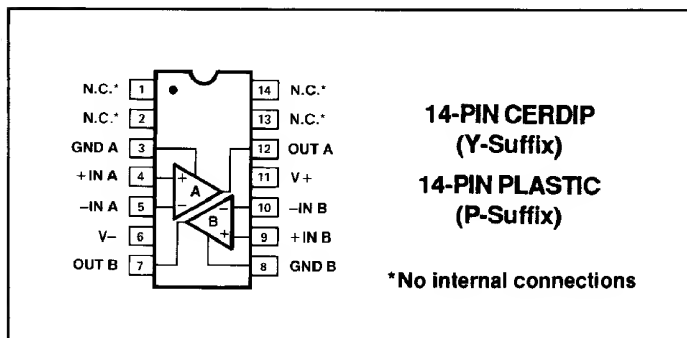 N.C.* 1 14 N.C.*
N.C.* 2 13 N.C.*
GND A 3 12 OUT A
+IN A 4 + A 11 V+
–IN A 5 – – 10 –IN B
V– 6 B + 9 +IN B
OUT B 7 8 GND B
14-PIN CERDIP
(Y-Suffix)
14-PIN PLASTIC
(P-Suffix)
*No internal connections